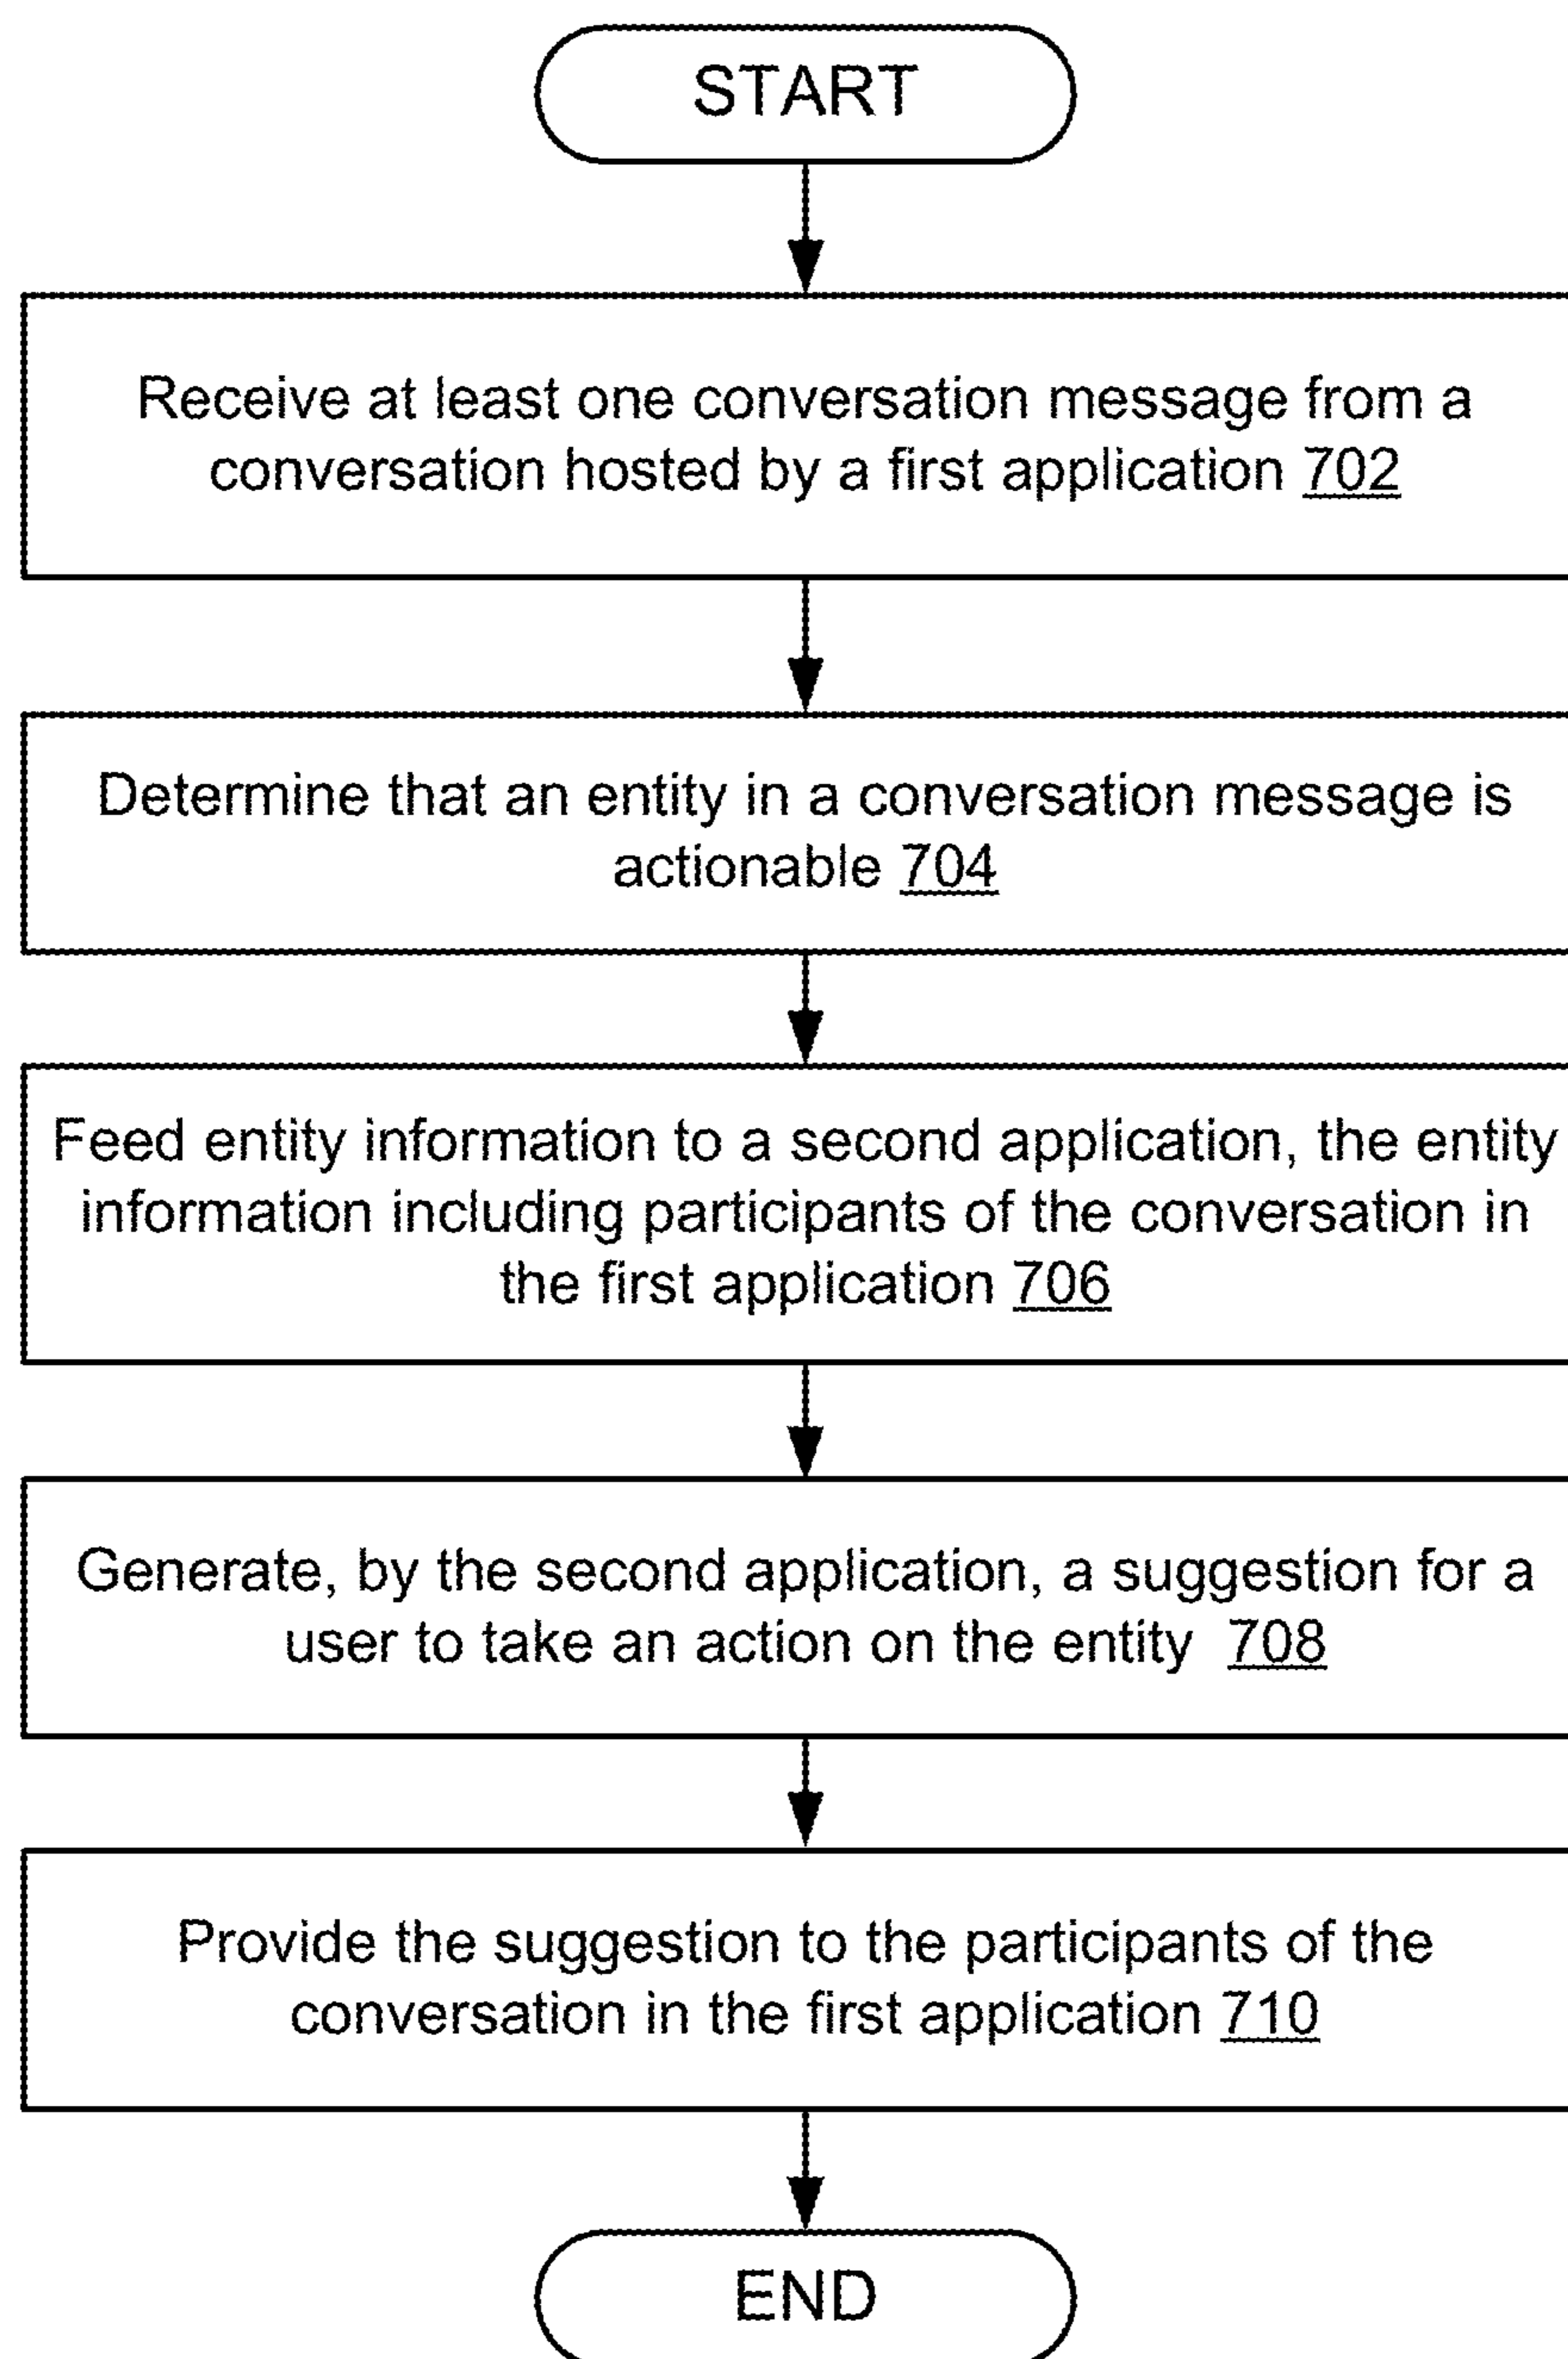 START
Receive at least one conversation message from a
conversation hosted by a first application 702
Determine that an entity in a conversation message is
actionable 704
Feed entity information to a second application, the entity
information including participants of the conversation in
the first application 706
Generate, by the second application, a suggestion for a
user to take an action on the entity 708
Provide the suggestion to the participants of the
conversation in the first application 710
END